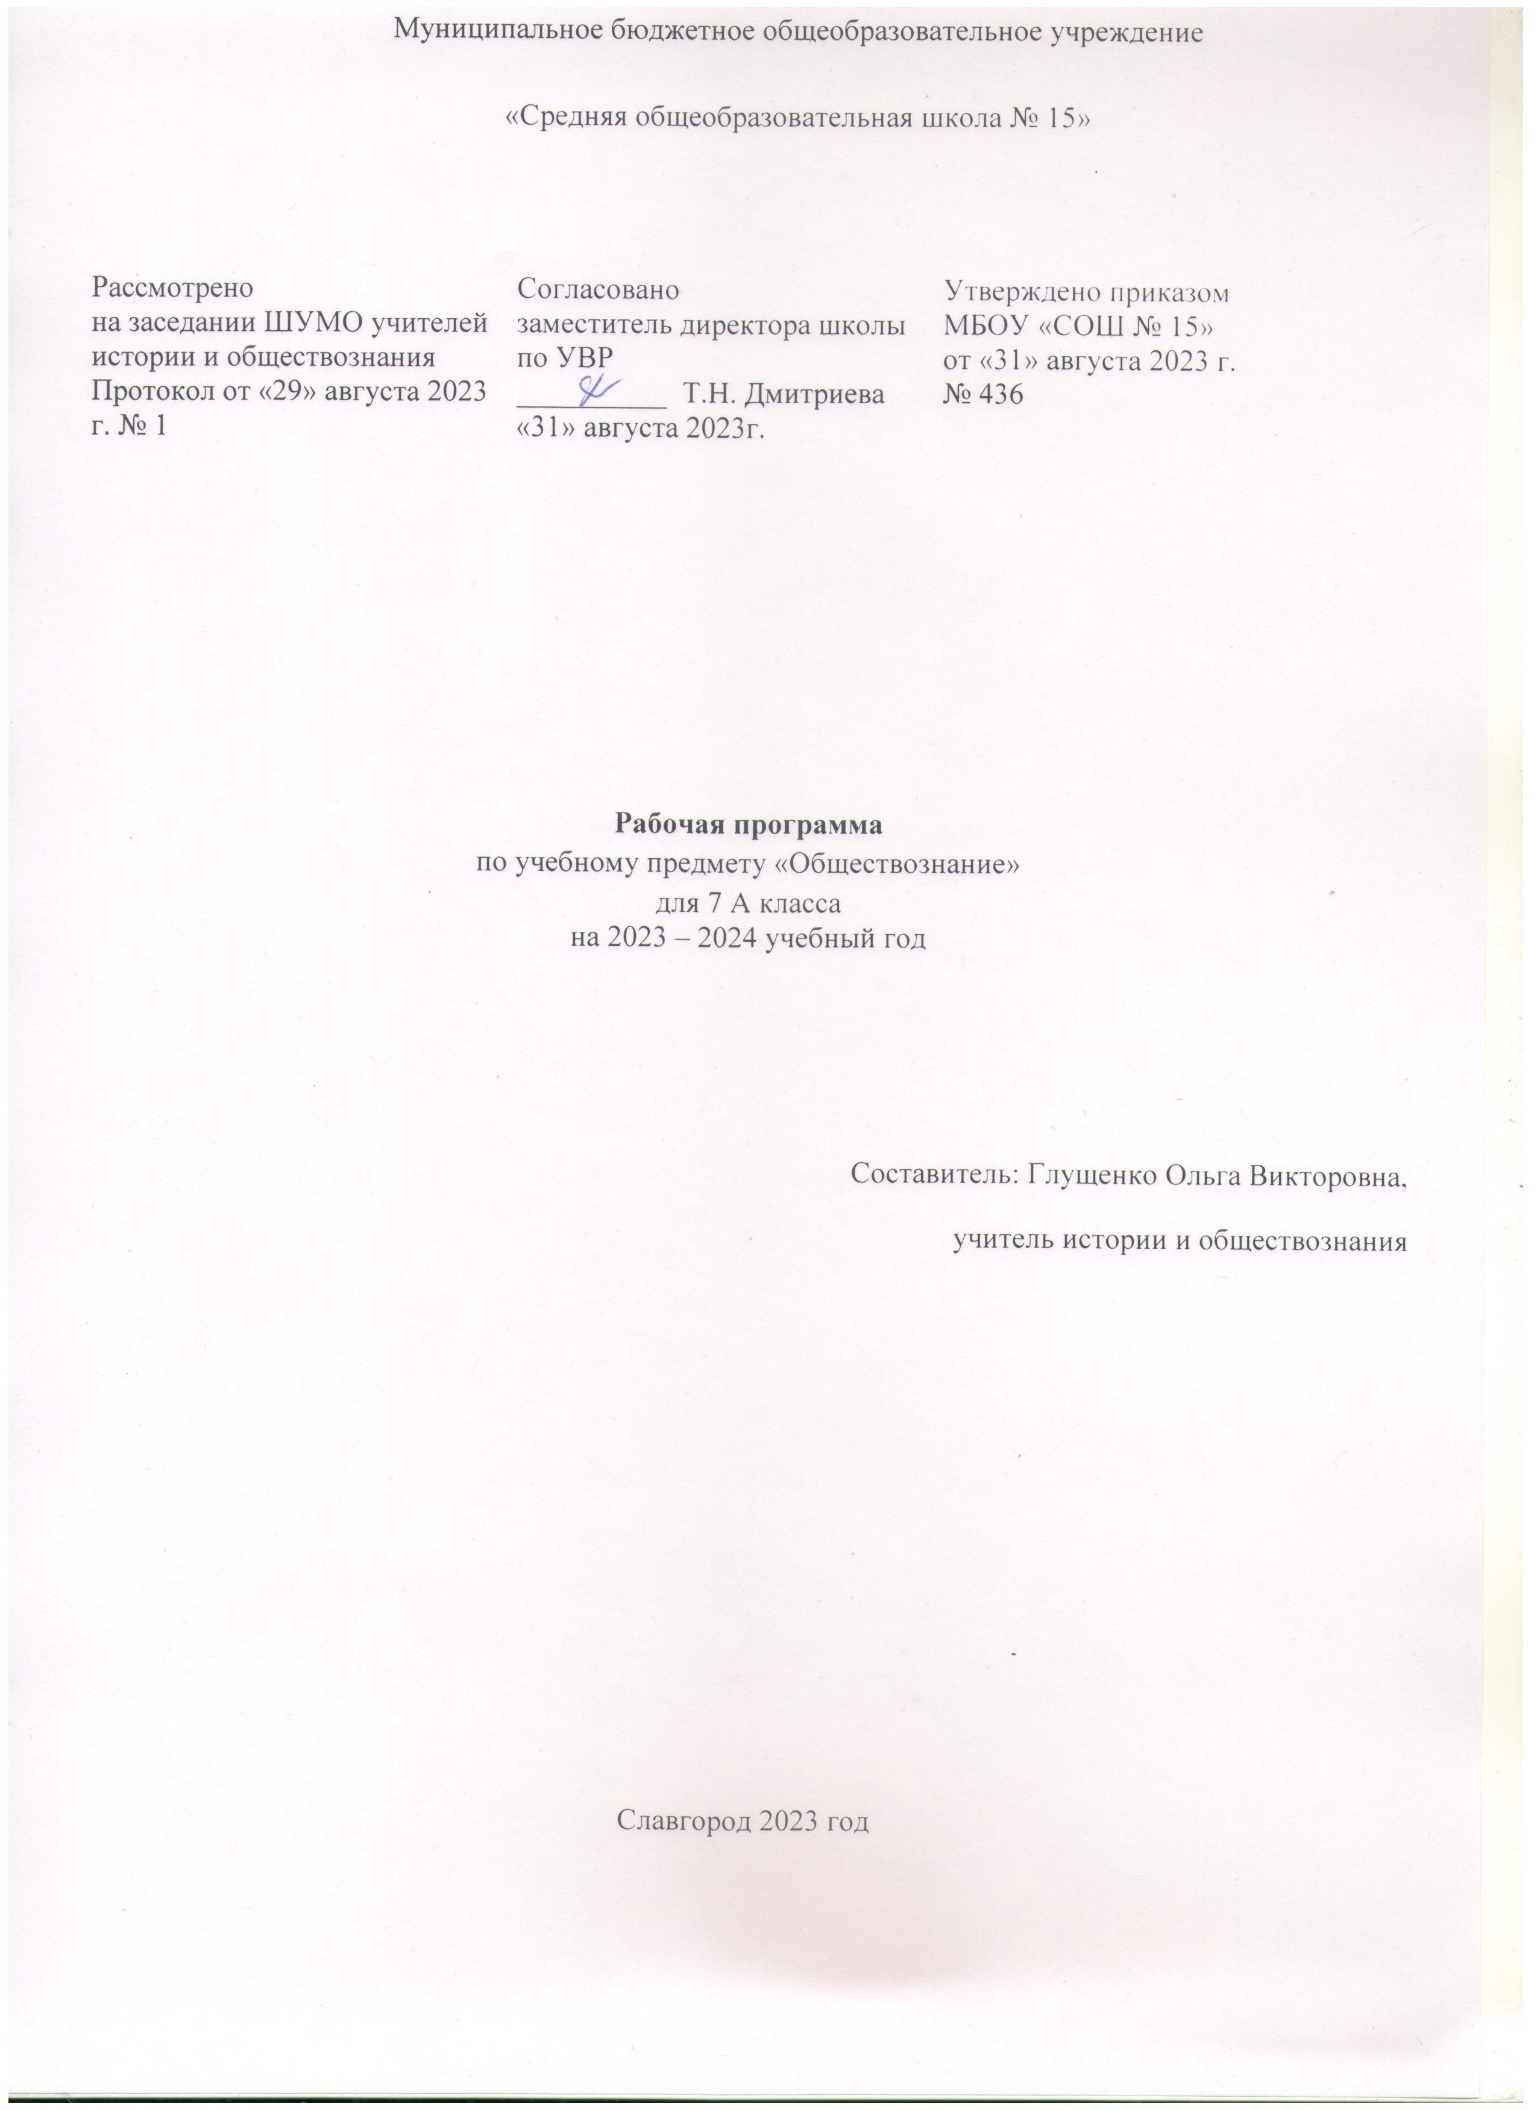 Муниципальное бюджетное общеобразовательное учреждение
«Средняя общеобразовательная школа № 15»
Рассмотрено
на заседании ШУМО учителей
истории и обществознания
Протокол от «29» августа 2023
г. № 1
Согласовано
заместитель директора школы
по УВР
__________ Т.Н. Дмитриева
«31» августа 2023г.
Утверждено приказом
МБОУ «СОШ № 15»
от «31» августа 2023 г.
№ 436
Рабочая программа
по учебному предмету «Обществознание»
для 7 А класса
на 2023 – 2024 учебный год
Составитель: Глущенко Ольга Викторовна,
учитель истории и обществознания
Славгород 2023 год